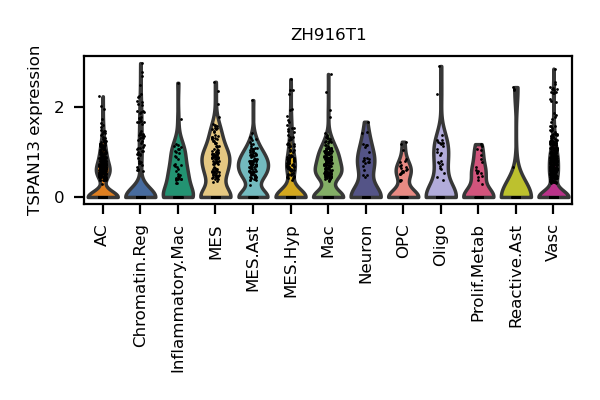 ZH916T1
TSPAN13 expression
2
0
AC
Chromatin.Reg
Inflammatory.Mac
MES
MES.Ast
MES.Hyp
Mac
Neuron
OPC
Oligo
Prolif.Metab
Reactive.Ast
Vasc